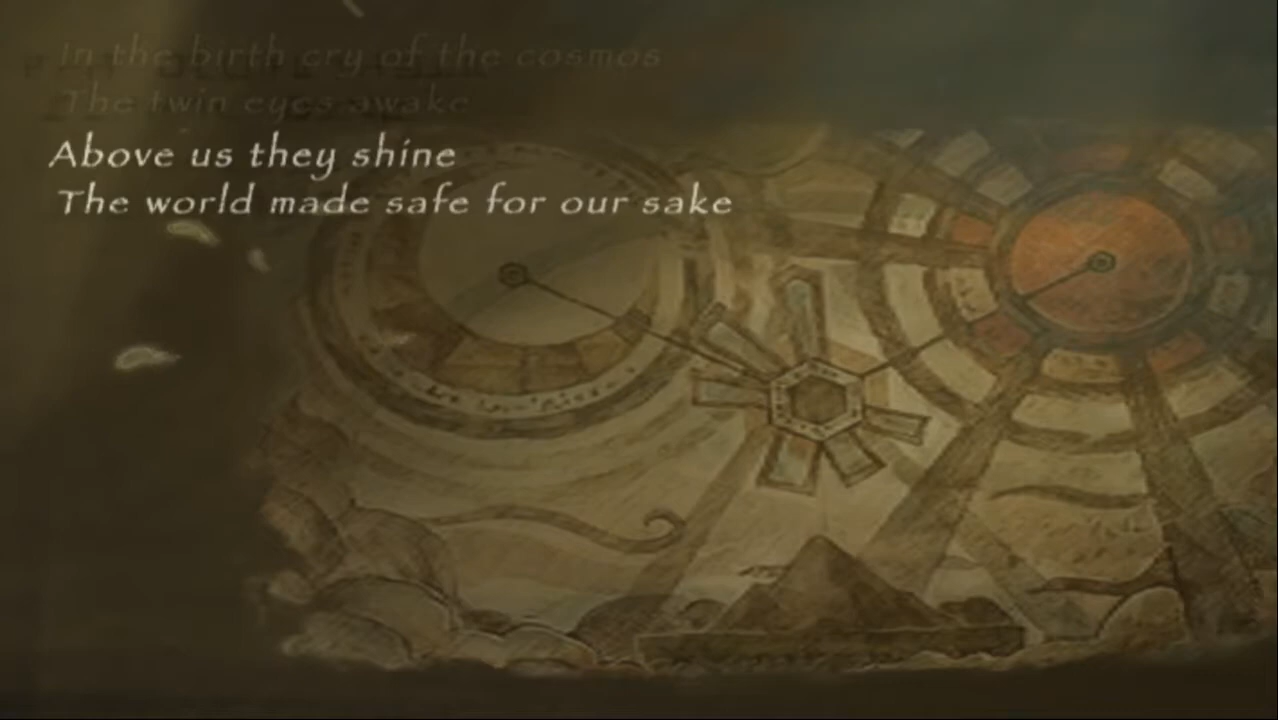 in the birth cry of the cosmos
The twin eyes awake
Above us they shine
The world made safe for our sake